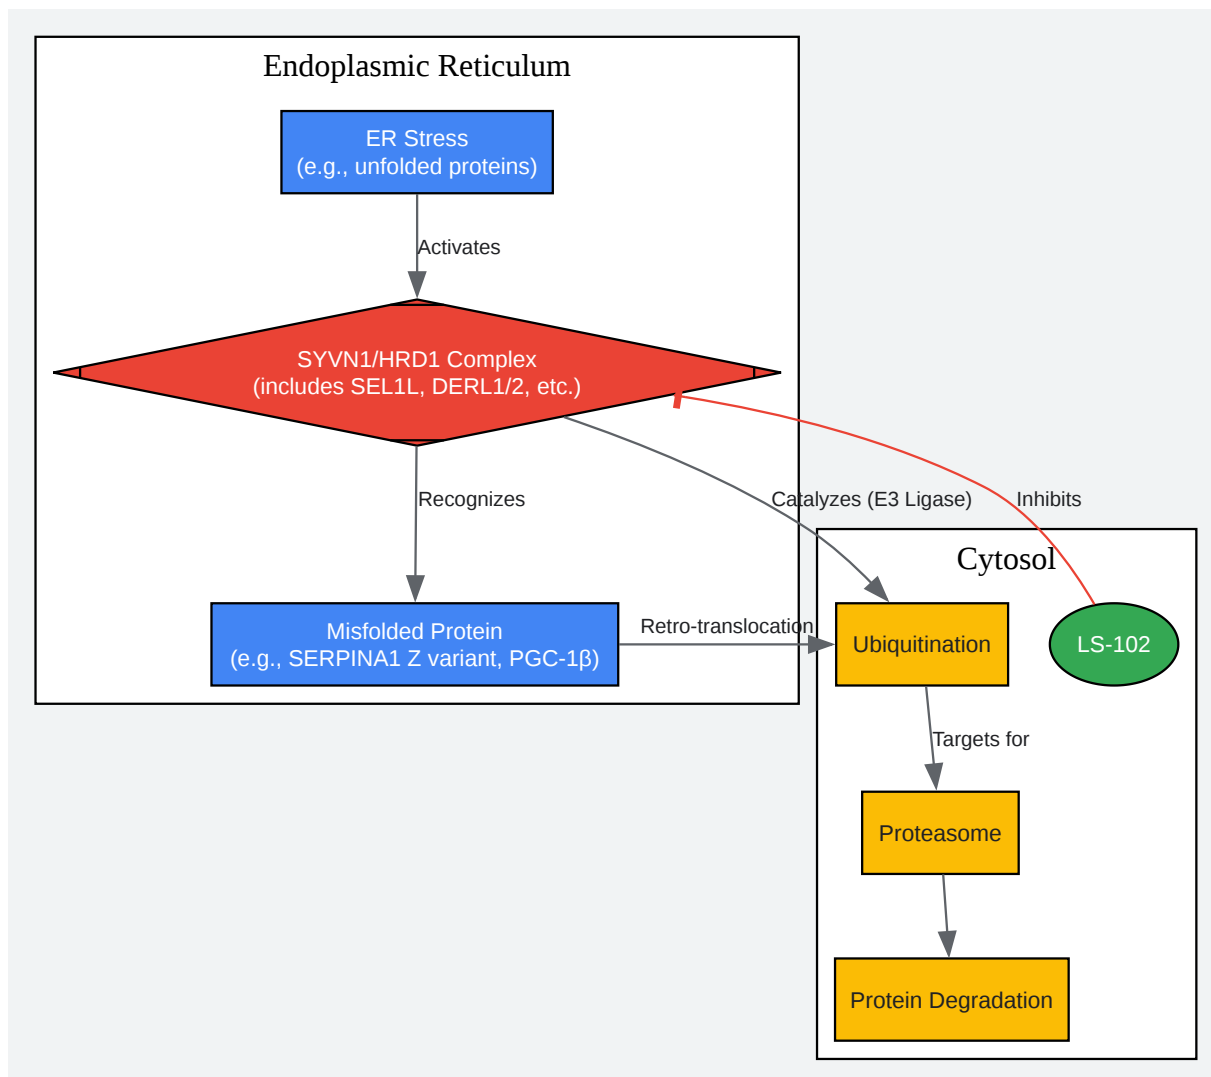 Endoplasmic Reticulum
ER Stress
(e.g., unfolded proteins)
Activates
SYVN1/HRD1 Complex
(includes SEL1L, DERL1/2, etc.)
Recognizes
Catalyzes (E3 Ligase)
Inhibits
Cytosol
Misfolded Protein
(e.g., SERPINA1 Z variant, PGC-1β)
Retro-translocation
Ubiquitination
LS-102
Targets for
Proteasome
Protein Degradation